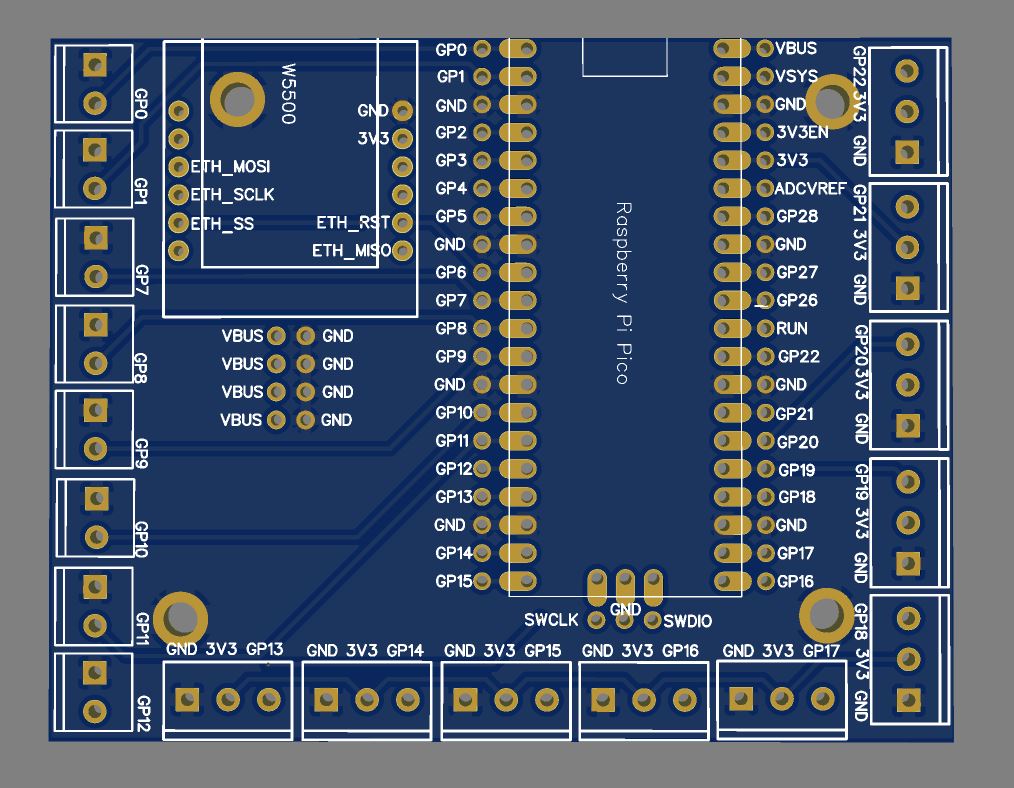 GP0
GP1
GP7
GP8
GP9
GP10
GP11
GP12
W5500
GND
3V3
ETH_MOSI
ETH_SCLK
ETH_SS
ETH_RST
ETH_MISO
VBUS GND
VBUS GND
VBUS GND
VBUS GND
GP0
GP1
GND
GP2
GP3
GP4
GP5
GND
GP6
GP7
GP8
GP9
GND
GP10
GP11
GP12
GP13
GND
GP14
GP15
Raspberry Pi Pico
SWCLK GND SWDIO
VBUS
VSYS
GND
3V3EN
3V3
ADCVREF
GP28
GND
GP27
GP26
RUN
GP22
GND
GP21
GP20
GP19
GP18
GND
GP17
GP16
GP22 3V3 GND
GP21 3V3 GND
GP20 3V3 GND
GP19 3V3 GND
GP18 3V3 GND
GND 3V3 GP13
GND 3V3 GP14
GND 3V3 GP15
GND 3V3 GP16
GND 3V3 GP17